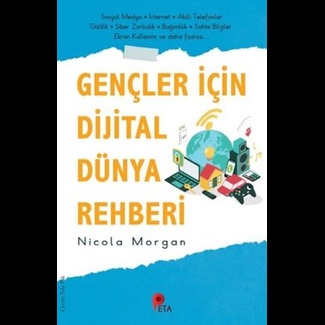 Sosyal Medya • İnternet • Akıllı Telefonlar
Gizlilik • Siber Zorbalık • Bağımlılık • Sahte Bilgiler
Ekran Kullanımı ve daha fazlası...
GENÇLER İÇİN
DİJİTAL
DÜNYA
REHBERİ
Nicola Morgan
PETA